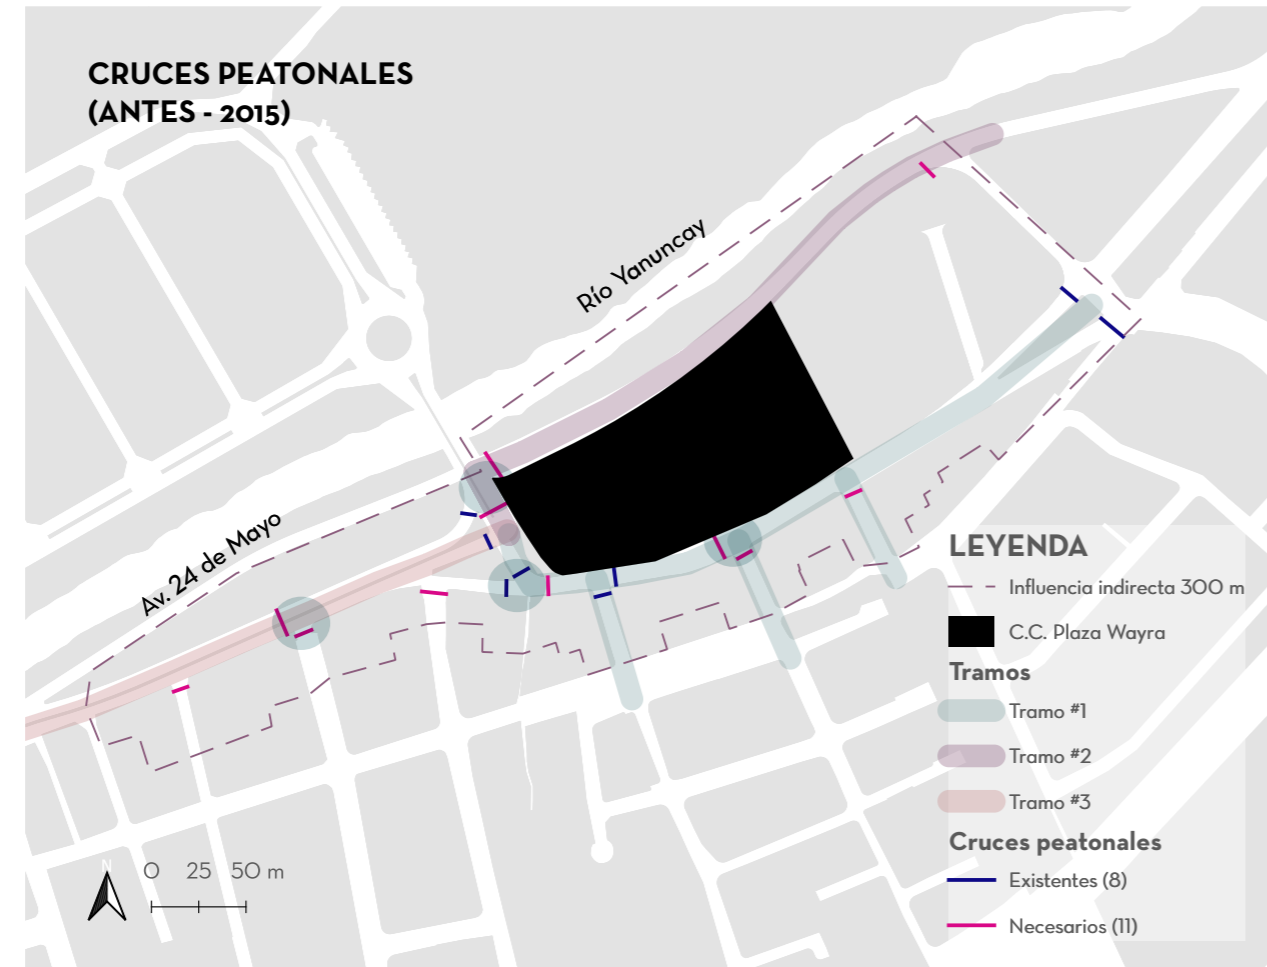 CRUCES PEATONALES
(ANTES - 2015)
Río Yanuncay
Av. 24 de Mayo
LEYENDA
Influencia indirecta 300 m
C.C. Plaza Wayra
Tramos
Tramo #1
Tramo #2
Tramo #3
Cruces peatonales
Existentes (8)
Necesarios (11)
N
0 25 50 m